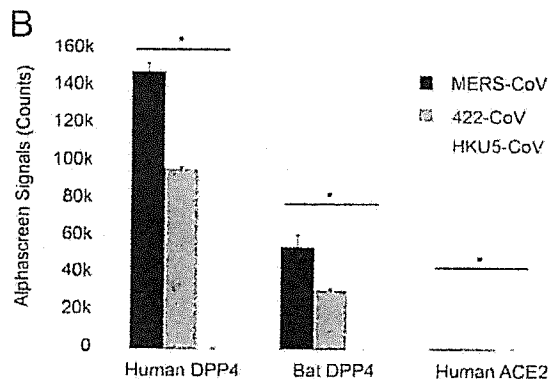 B
Alphascreen Signals (Counts)
160k
140k
120k
100k
80k
60k
40k
20k
0
*
*
*
MERS-CoV
422-CoV
HKU5-CoV
Human DPP4
Bat DPP4
Human ACE2